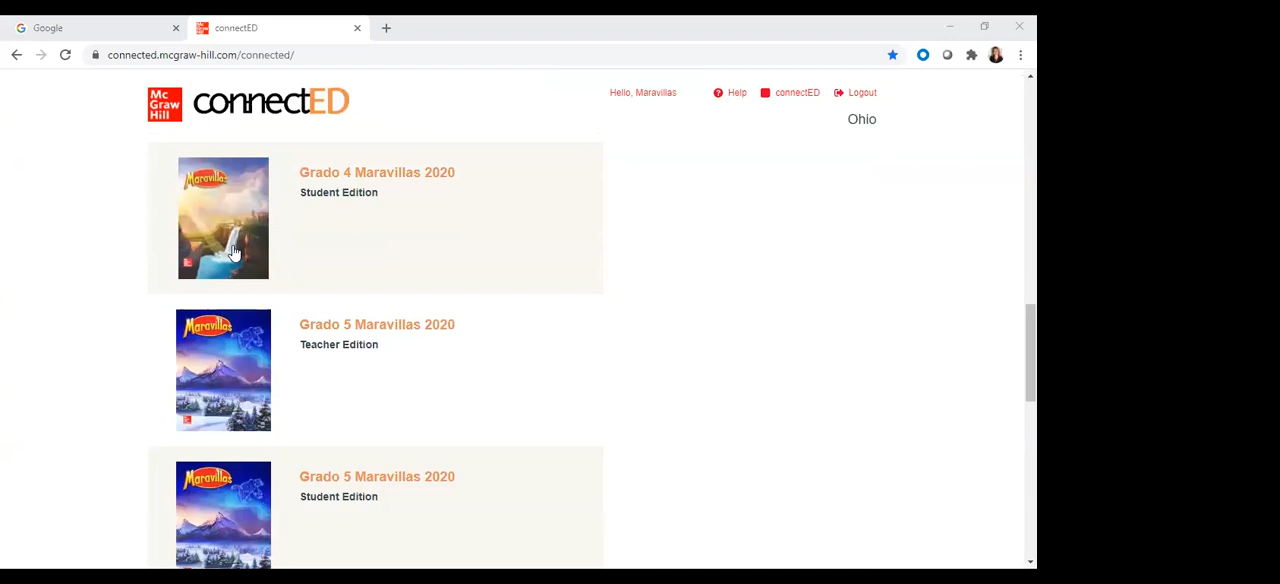 Google
connectED
connected.mcgraw-hill.com/connected/
Mc
Graw
Hill
connectED
Hello, Maravillas
Help
connectED
Logout
Ohio
Maravillas
Grado 4 Maravillas 2020
Student Edition
Maravillas
Grado 5 Maravillas 2020
Teacher Edition
Maravillas
Grado 5 Maravillas 2020
Student Edition